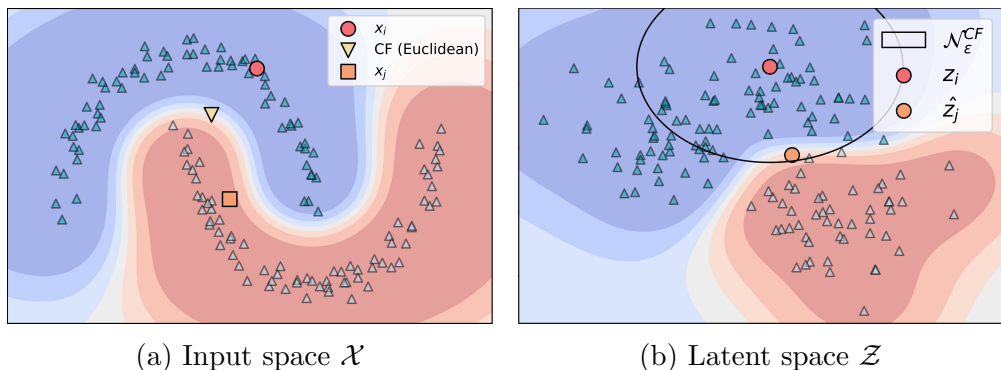 x_i
CF (Euclidean)
x_j
𝒩_ε^{CF}
z_i
ẑ_j
(a) Input space 𝒳
(b) Latent space 𝒵